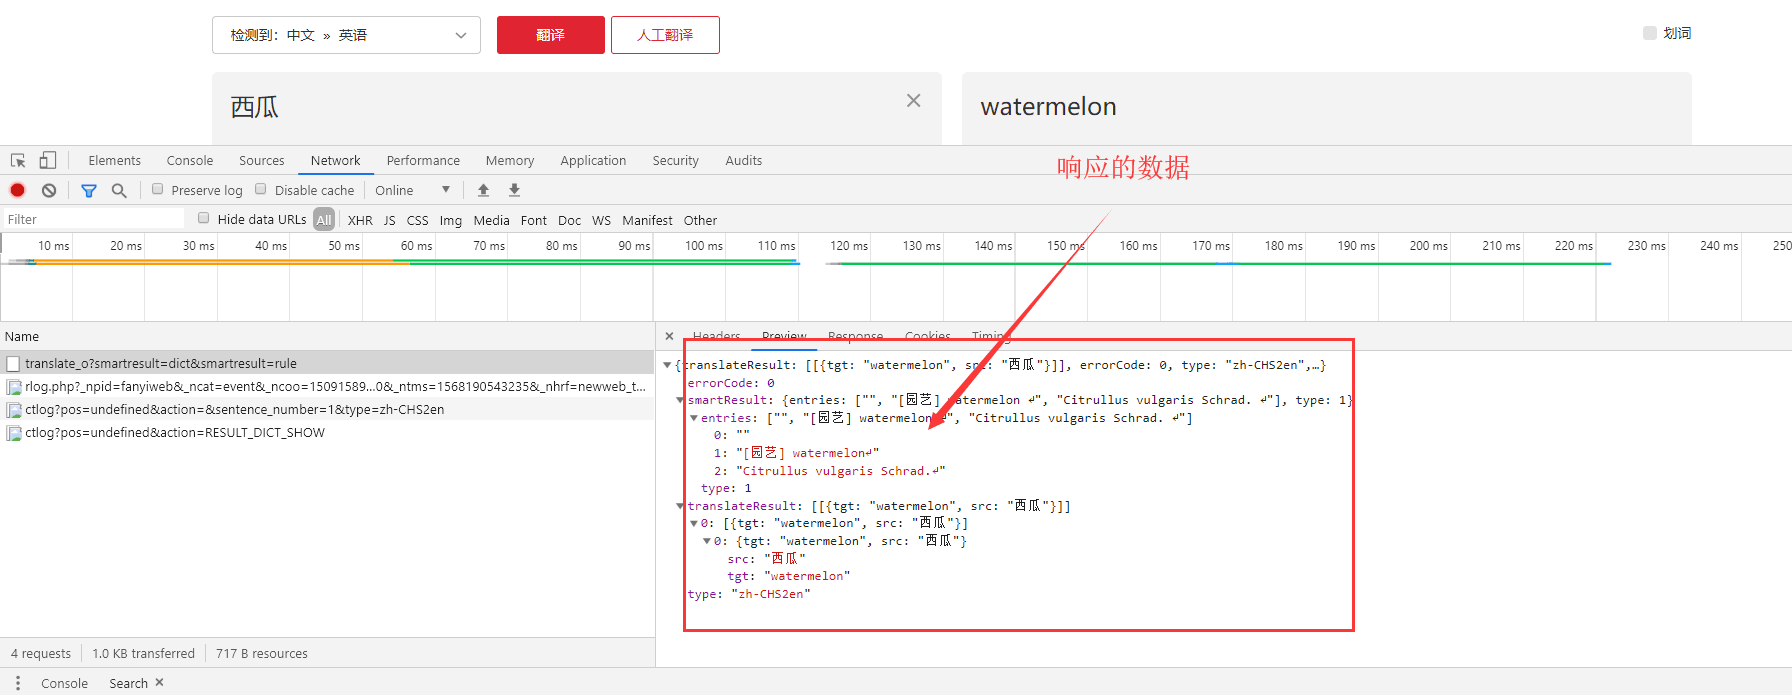 检测到: 中文 » 英语
翻译
人工翻译
划词
西瓜
watermelon
Elements Console Sources Network Performance Memory Application Security Audits
响应的数据
Preserve log Disable cache Online
Filter Hide data URLs All XHR JS CSS Img Media Font Doc WS Manifest Other
10 ms 20 ms 30 ms 40 ms 50 ms 60 ms 70 ms 80 ms 90 ms 100 ms 110 ms 120 ms 130 ms 140 ms 150 ms 160 ms 170 ms 180 ms 190 ms 200 ms 210 ms 220 ms 230 ms 240 ms 250
Name
translate_o?smartresult=dict&smartresult=rule
rlog.php?_npid=fanyiweb&_ncat=event&_ncoo=15091589...0&_ntms=1568190543235&_nhrf=newweb_t...
ctlog?pos=undefined&action=&sentence_number=1&type=zh-CHS2en
ctlog?pos=undefined&action=RESULT_DICT_SHOW
Headers Preview Response Cookies Timing
{translateResult: [[{tgt: "watermelon", src: "西瓜"}]], errorCode: 0, type: "zh-CHS2en",…}
errorCode: 0
smartResult: {entries: ["", "[园艺] watermelon ↵", "Citrullus vulgaris Schrad. ↵"], type: 1}
entries: ["", "[园艺] watermelon ↵", "Citrullus vulgaris Schrad. ↵"]
0: ""
1: "[园艺] watermelon↵"
2: "Citrullus vulgaris Schrad.↵"
type: 1
translateResult: [[{tgt: "watermelon", src: "西瓜"}]]
0: [{tgt: "watermelon", src: "西瓜"}]
0: {tgt: "watermelon", src: "西瓜"}
src: "西瓜"
tgt: "watermelon"
type: "zh-CHS2en"
4 requests 1.0 KB transferred 717 B resources
Console Search